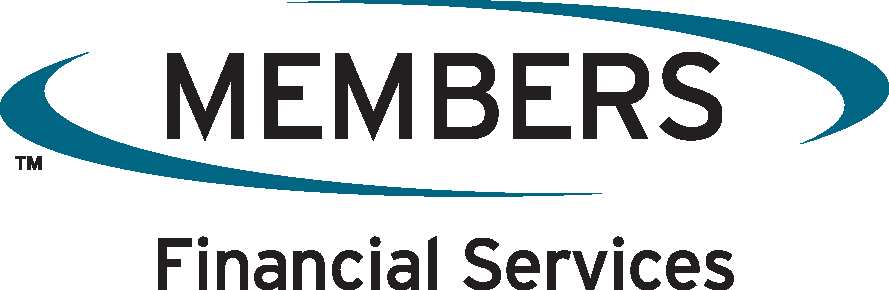 MEMBERS
TM
Financial Services